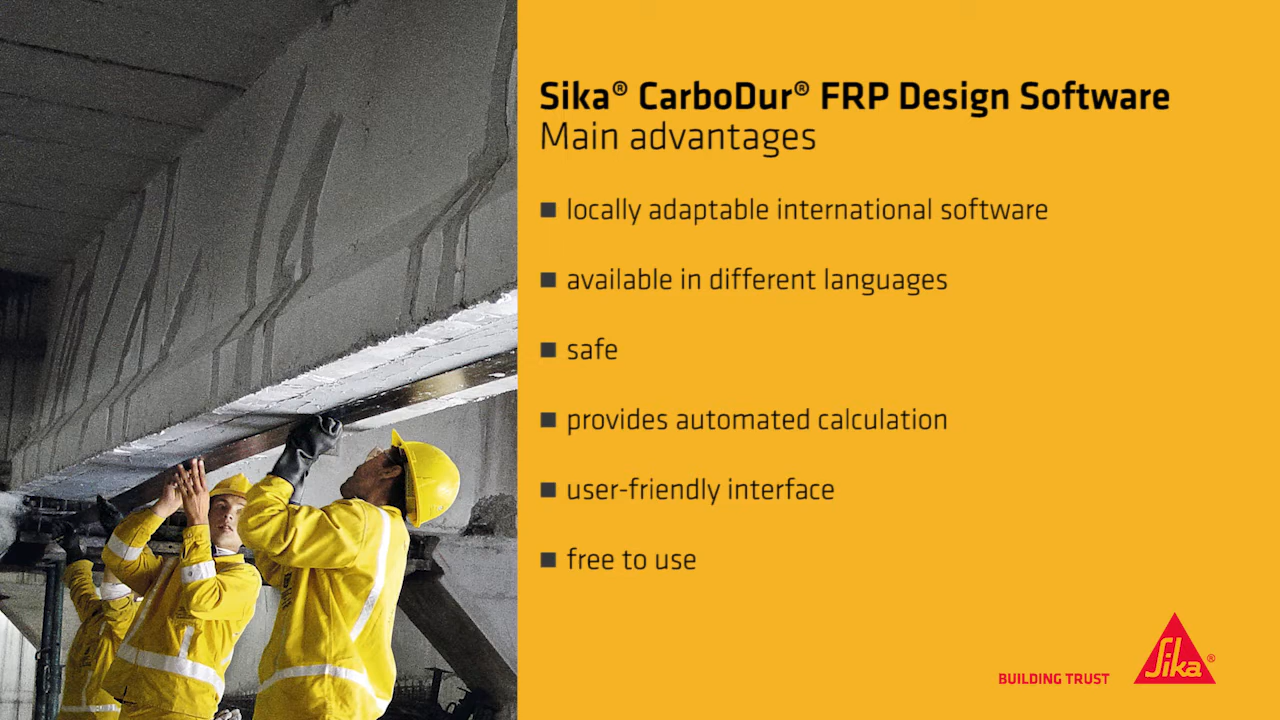 Sika® CarboDur® FRP Design Software
Main advantages
locally adaptable international software
available in different languages
safe
provides automated calculation
user-friendly interface
free to use
BUILDING TRUST
Sika®